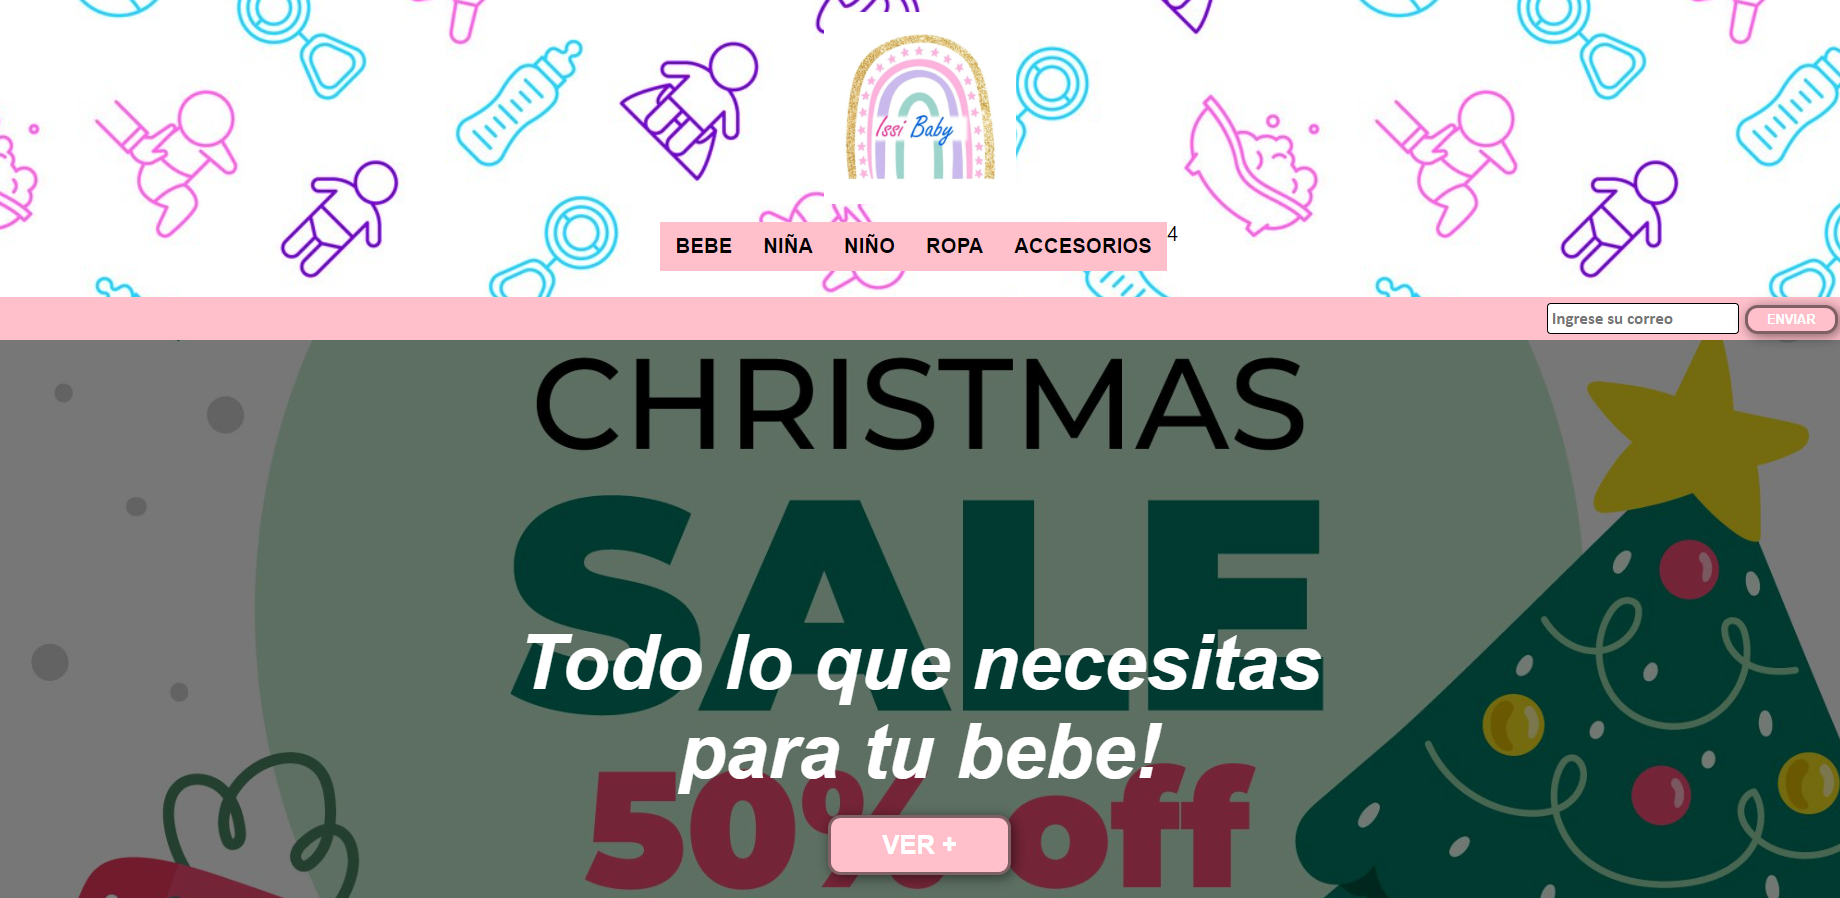 Issi Baby
BEBE NIÑA NIÑO ROPA ACCESORIOS 4
Ingrese su correo ENVIAR
CHRISTMAS
SALE
Todo lo que necesitas
para tu bebe!
50% off
VER +